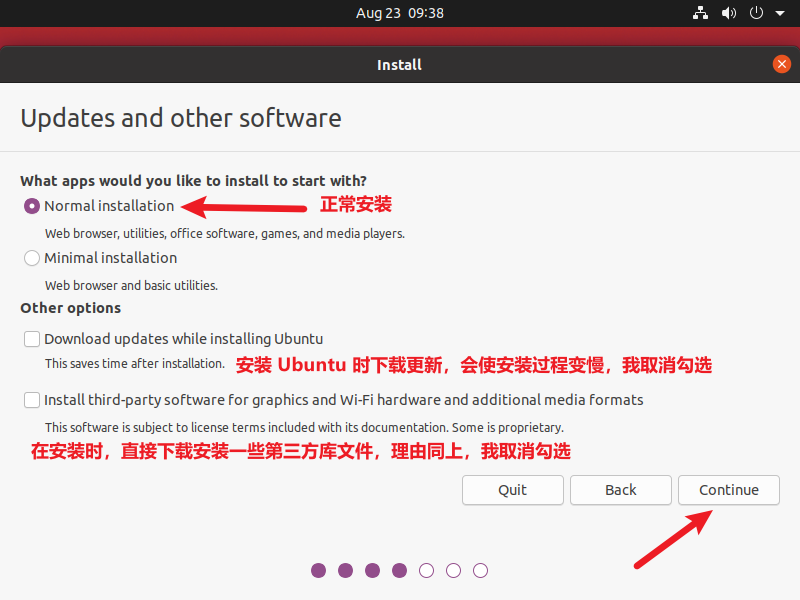 Aug 23 09:38
Install
Updates and other software
What apps would you like to install to start with?
Normal installation 正常安装
Web browser, utilities, office software, games, and media players.
Minimal installation
Web browser and basic utilities.
Other options
Download updates while installing Ubuntu
This saves time after installation. 安装 Ubuntu 时下载更新，会使安装过程变慢，我取消勾选
Install third-party software for graphics and Wi-Fi hardware and additional media formats
This software is subject to license terms included with its documentation. Some is proprietary.
在安装时，直接下载安装一些第三方库文件，理由同上，我取消勾选
Quit Back Continue